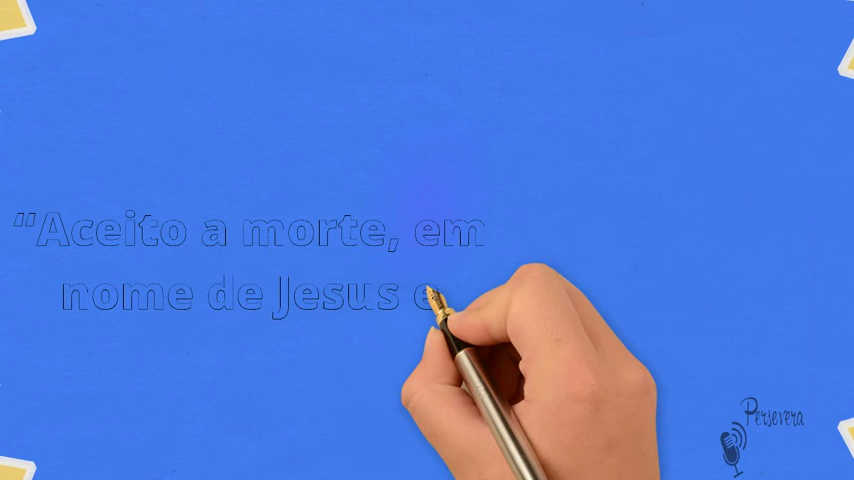 “Aceito a morte, em
nome de Jesus e
Persevera